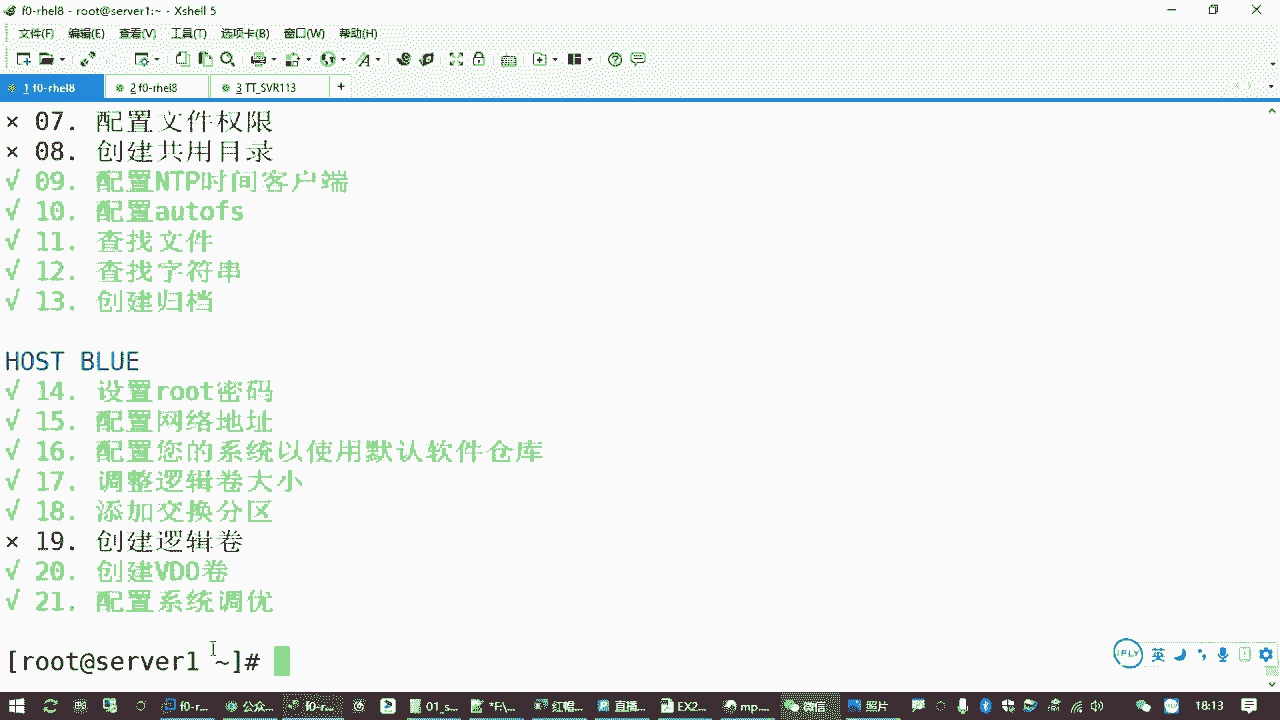 f0-rhel8 - root@server1:~ - Xshell 5
文件(F) 编辑(E) 查看(V) 工具(T) 选项卡(B) 窗口(W) 帮助(H)
1 f0-rhel8 2 f0-rhel8 3 TT_SVR113 +
× 07. 配置文件权限
× 08. 创建共用目录
√ 09. 配置NTP时间客户端
√ 10. 配置autofs
√ 11. 查找文件
√ 12. 查找字符串
√ 13. 创建归档
HOST BLUE
√ 14. 设置root密码
√ 15. 配置网络地址
√ 16. 配置您的系统以使用默认软件仓库
√ 17. 调整逻辑卷大小
√ 18. 添加交换分区
× 19. 创建逻辑卷
√ 20. 创建VDO卷
√ 21. 配置系统调优
[root@server1 ~]#
iFLY 英
f0-r... 公众... f0-r... 01_s... *F\... 红帽... 直播... EX2... mp... 微信 照片 英 18:13